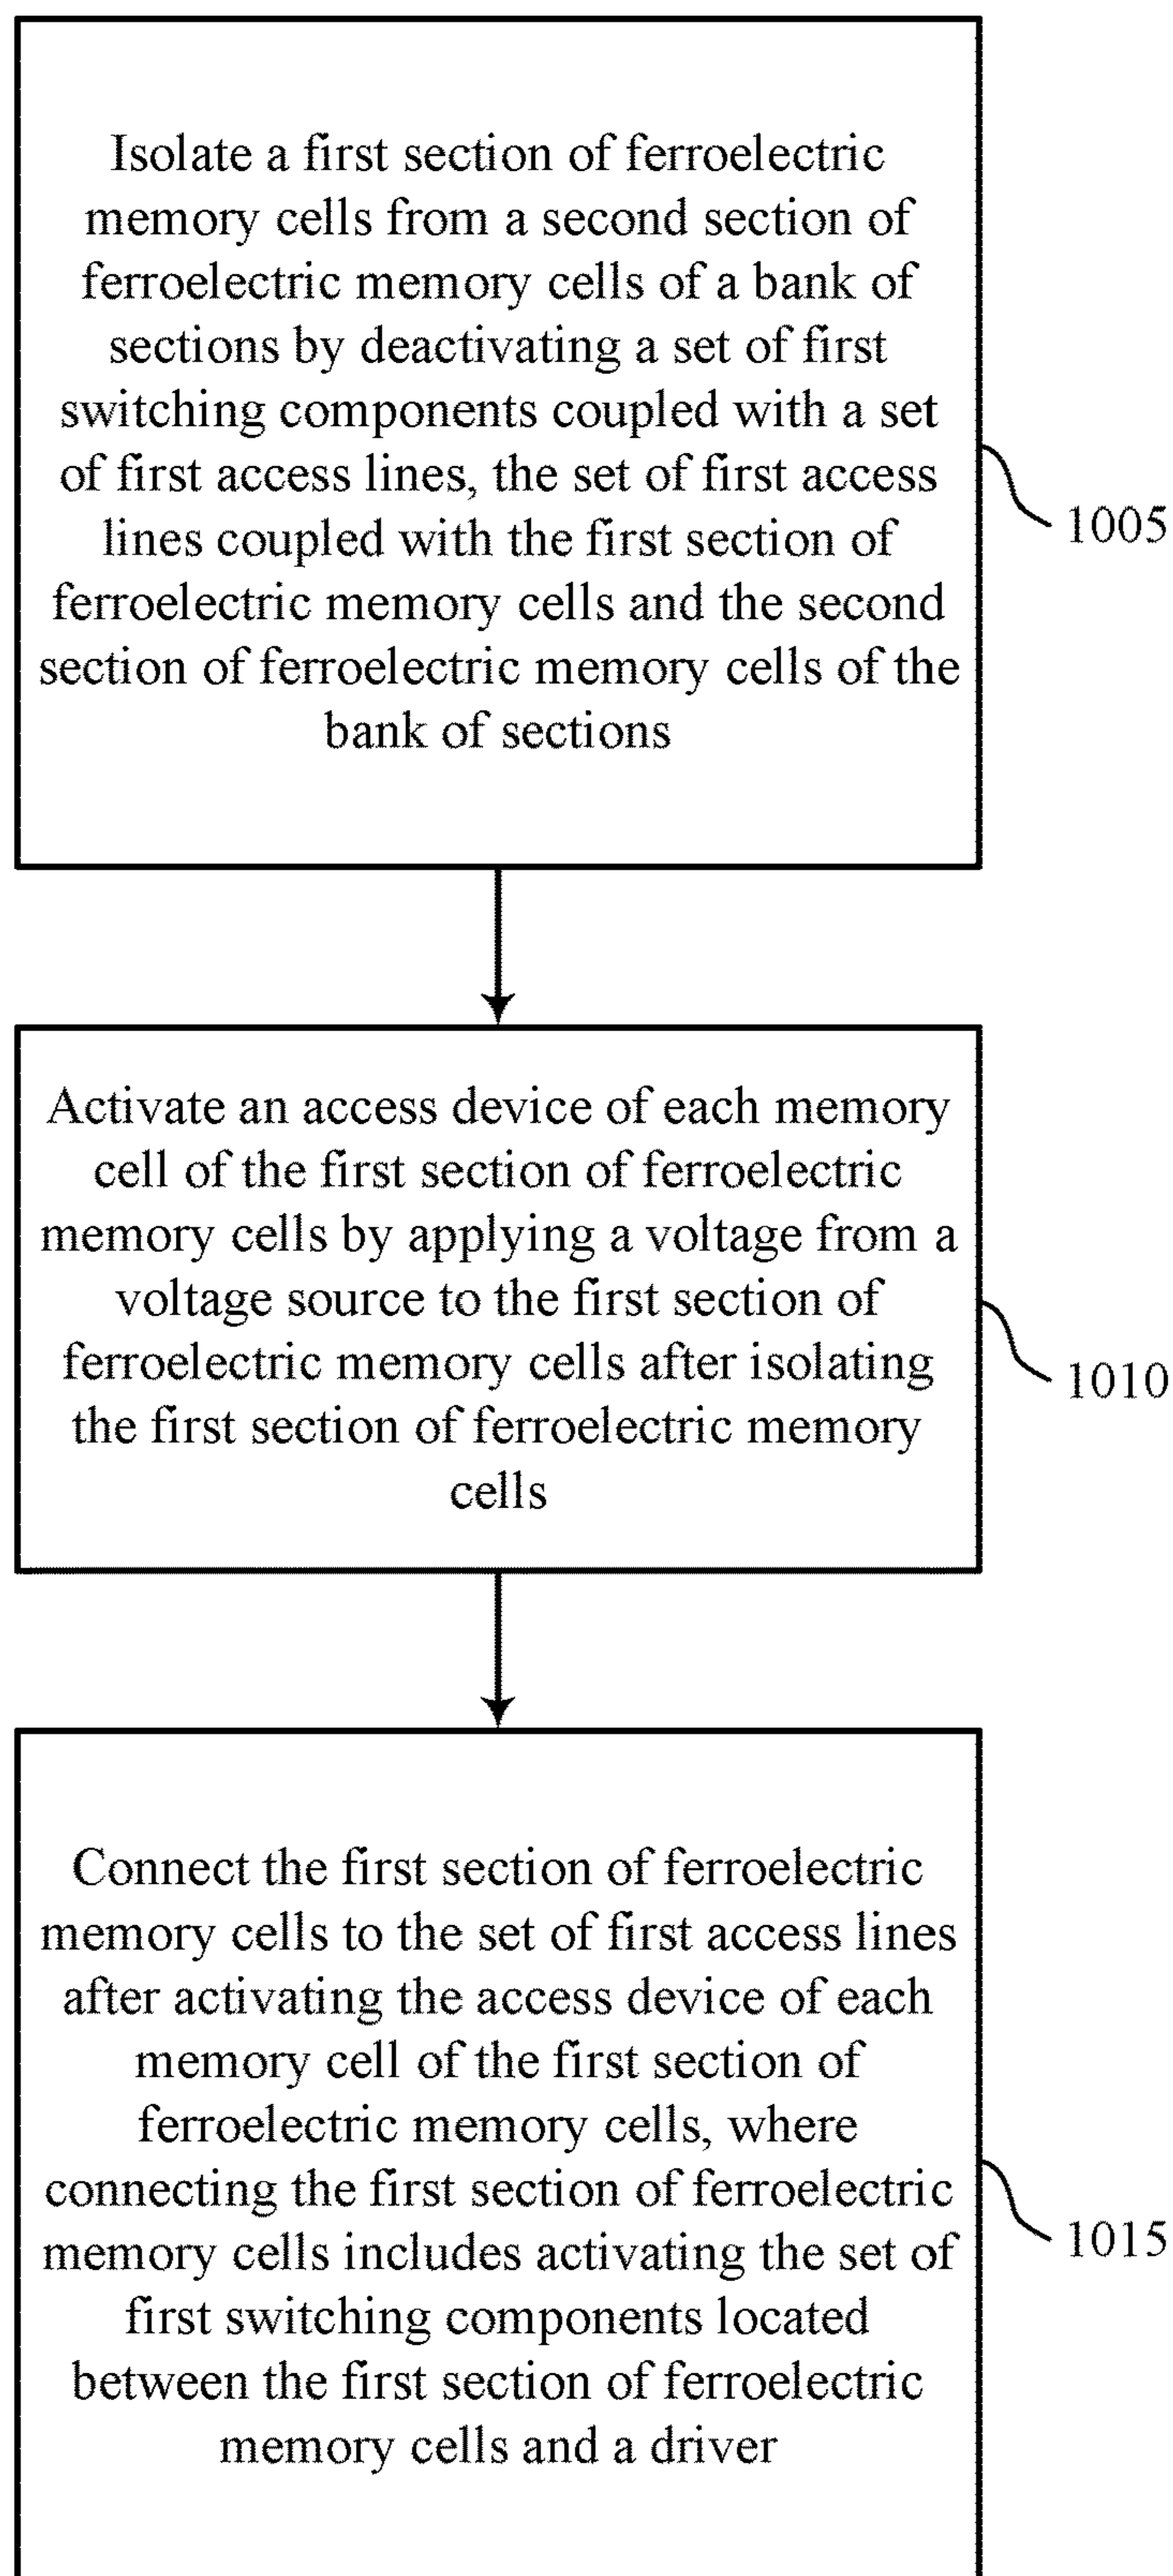 Isolate a first section of ferroelectric
memory cells from a second section of
ferroelectric memory cells of a bank of
sections by deactivating a set of first
switching components coupled with a set
of first access lines, the set of first access
lines coupled with the first section of
ferroelectric memory cells and the second
section of ferroelectric memory cells of the
bank of sections
1005
Activate an access device of each memory
cell of the first section of ferroelectric
memory cells by applying a voltage from a
voltage source to the first section of
ferroelectric memory cells after isolating
the first section of ferroelectric memory
cells
1010
Connect the first section of ferroelectric
memory cells to the set of first access lines
after activating the access device of each
memory cell of the first section of
ferroelectric memory cells, where
connecting the first section of ferroelectric
memory cells includes activating the set of
first switching components located
between the first section of ferroelectric
memory cells and a driver
1015